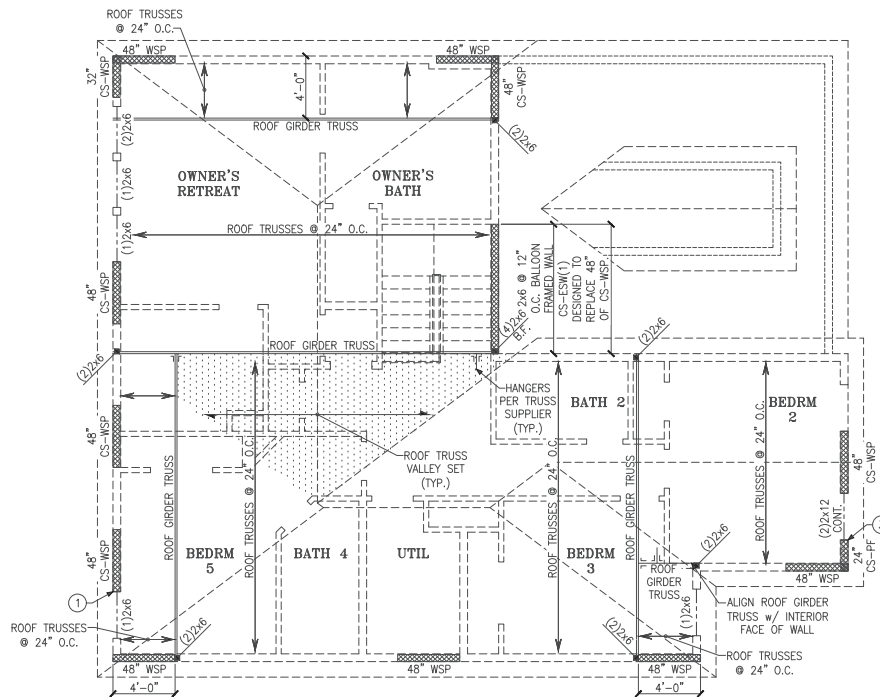 ROOF TRUSSES
@ 24" O.C.
48" WSP
48" WSP
32"
CS-WSP
4'-0"
48"
CS-WSP
ROOF GIRDER TRUSS
(2)2x6
(2)2x6
OWNER'S
RETREAT
OWNER'S
BATH
(1)2x6
(1)2x6
ROOF TRUSSES @ 24" O.C.
2x6 @ 12"
O.C. BALLOON
FRAMED WALL
CS-ESW(1)
DESIGNED TO
REPLACE 48"
OF CS-WSP
48"
CS-WSP
(4)2x6
B.F.
ROOF GIRDER TRUSS
(2)2x6
(2)2x6
HANGERS
PER TRUSS
SUPPLIER
(TYP.)
BATH 2
BEDRM
2
48"
CS-WSP
ROOF TRUSS
VALLEY SET
(TYP.)
ROOF GIRDER TRUSS
ROOF TRUSSES @ 24" O.C.
ROOF TRUSSES @ 24" O.C.
ROOF GIRDER TRUSS
ROOF TRUSSES @ 24" O.C.
48"
CS-WSP
(2)2x12
CONT.
24"
CS-PF
48"
CS-WSP
BEDRM
5
BATH 4
UTIL
BEDRM
3
(2)2x6
ROOF
GIRDER
TRUSS
48" WSP
1
(1)2x6
(1)2x6
ALIGN ROOF GIRDER
TRUSS w/ INTERIOR
FACE OF WALL
ROOF TRUSSES
@ 24" O.C.
(2)2x6
(2)2x6
ROOF TRUSSES
@ 24" O.C.
48" WSP
48" WSP
48" WSP
4'-0"
4'-0"